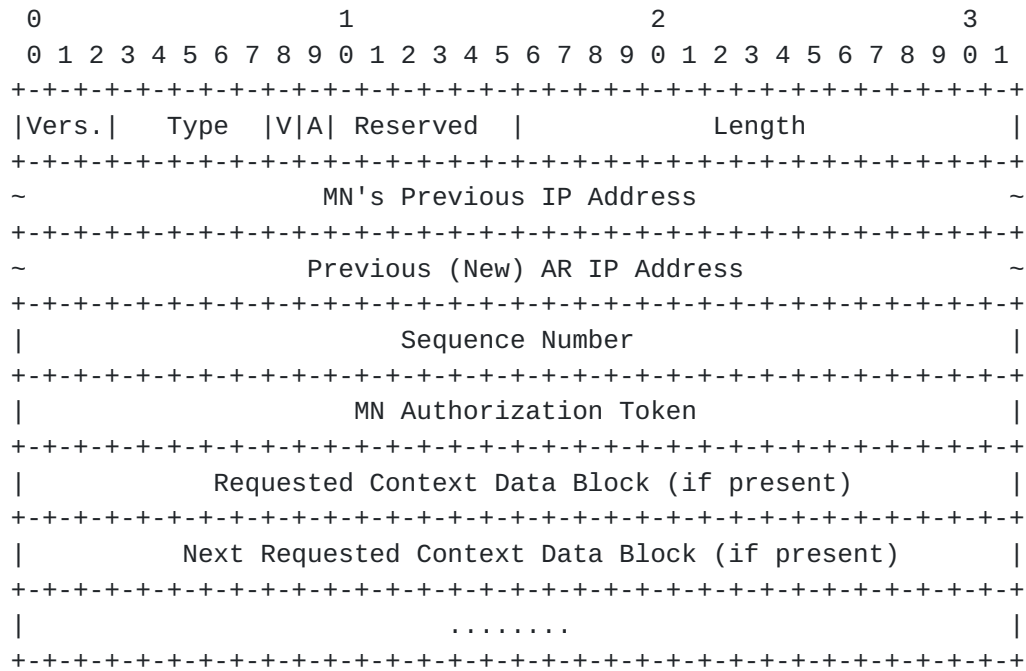 0                   1                   2                   3
0 1 2 3 4 5 6 7 8 9 0 1 2 3 4 5 6 7 8 9 0 1 2 3 4 5 6 7 8 9 0 1
+-+-+-+-+-+-+-+-+-+-+-+-+-+-+-+-+-+-+-+-+-+-+-+-+-+-+-+-+-+-+-+-+
|Vers.|   Type  |V|A| Reserved  |            Length             |
+-+-+-+-+-+-+-+-+-+-+-+-+-+-+-+-+-+-+-+-+-+-+-+-+-+-+-+-+-+-+-+-+
~                   MN's Previous IP Address                    ~
+-+-+-+-+-+-+-+-+-+-+-+-+-+-+-+-+-+-+-+-+-+-+-+-+-+-+-+-+-+-+-+-+
~                  Previous (New) AR IP Address                 ~
+-+-+-+-+-+-+-+-+-+-+-+-+-+-+-+-+-+-+-+-+-+-+-+-+-+-+-+-+-+-+-+-+
|                        Sequence Number                        |
+-+-+-+-+-+-+-+-+-+-+-+-+-+-+-+-+-+-+-+-+-+-+-+-+-+-+-+-+-+-+-+-+
|                     MN Authorization Token                    |
+-+-+-+-+-+-+-+-+-+-+-+-+-+-+-+-+-+-+-+-+-+-+-+-+-+-+-+-+-+-+-+-+
|            Requested Context Data Block (if present)          |
+-+-+-+-+-+-+-+-+-+-+-+-+-+-+-+-+-+-+-+-+-+-+-+-+-+-+-+-+-+-+-+-+
|          Next Requested Context Data Block (if present)       |
+-+-+-+-+-+-+-+-+-+-+-+-+-+-+-+-+-+-+-+-+-+-+-+-+-+-+-+-+-+-+-+-+
|                           ........                            |
+-+-+-+-+-+-+-+-+-+-+-+-+-+-+-+-+-+-+-+-+-+-+-+-+-+-+-+-+-+-+-+-+